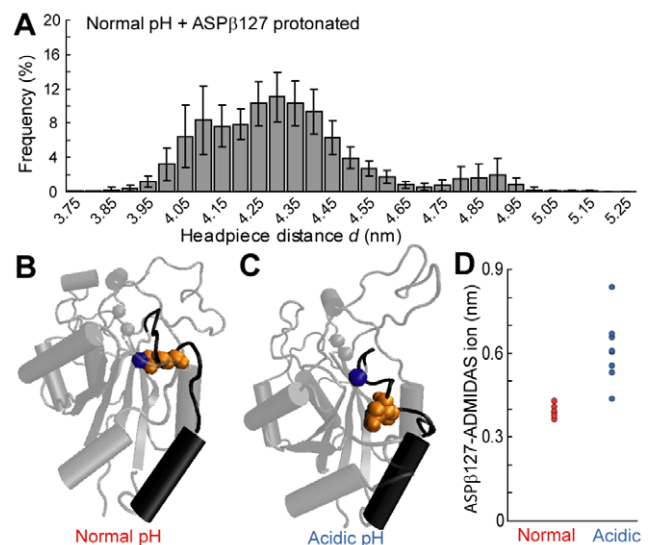 A
Normal pH + ASPβ127 protonated
Frequency (%)
20
16
12
8
4
0
3.75
3.85
3.95
4.05
4.15
4.25
4.35
4.45
4.55
4.65
4.75
4.85
4.95
5.05
5.15
5.25
Headpiece distance d (nm)
B
Normal pH
C
Acidic pH
D
ASPβ127-ADMIDAS ion (nm)
0.9
0.6
0.3
0
Normal
Acidic